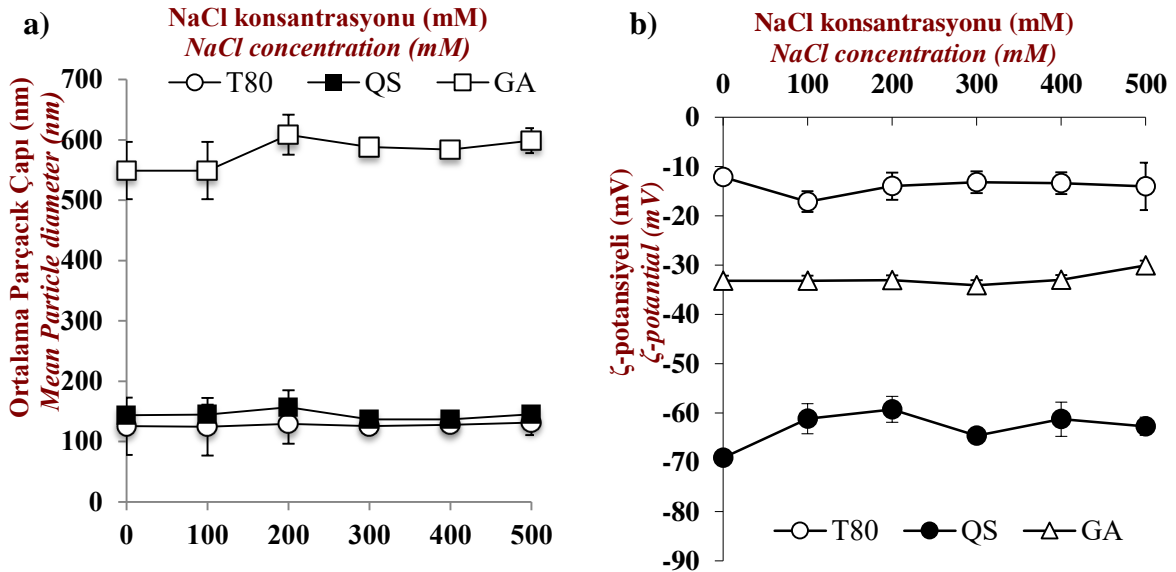 a)
NaCl konsantrasyonu (mM)
NaCl concentration (mM)
Ortalama Parçacık Çapı (nm)
Mean Particle diameter (nm)
T80 QS GA
700
600
500
400
300
200
100
0
0 100 200 300 400 500
b)
NaCl konsantrasyonu (mM)
NaCl concentration (mM)
0 100 200 300 400 500
ζ-potansiyeli (mV)
ζ-potantial (mV)
0
-10
-20
-30
-40
-50
-60
-70
-80
-90
T80 QS GA